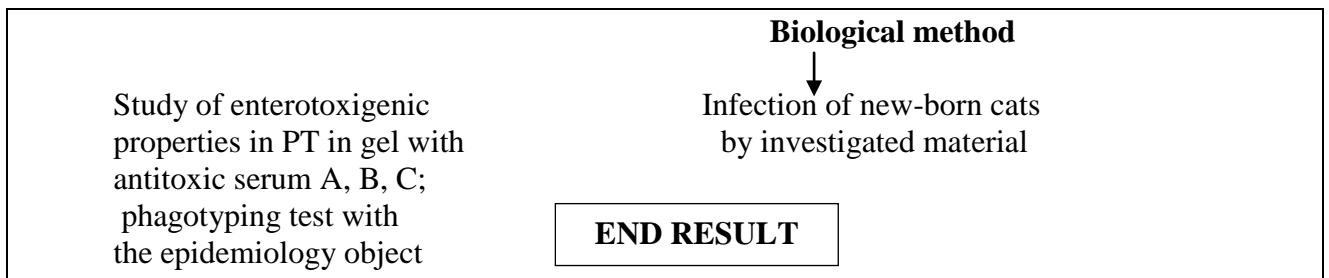 Biological method
Study of enterotoxigenic
properties in PT in gel with
antitoxic serum A, B, C;
phagotyping test with
the epidemiology object
Infection of new-born cats
by investigated material
END RESULT